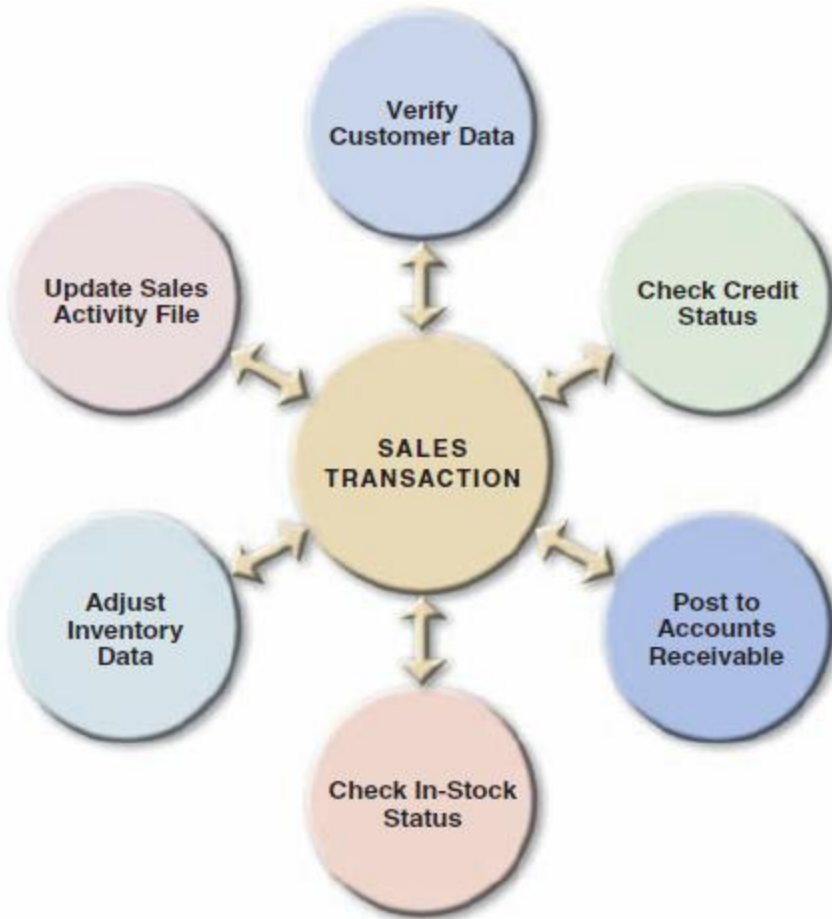 Verify
Customer Data
Update Sales
Activity File
Check Credit
Status
SALES
TRANSACTION
Adjust
Inventory
Data
Post to
Accounts
Receivable
Check In-Stock
Status